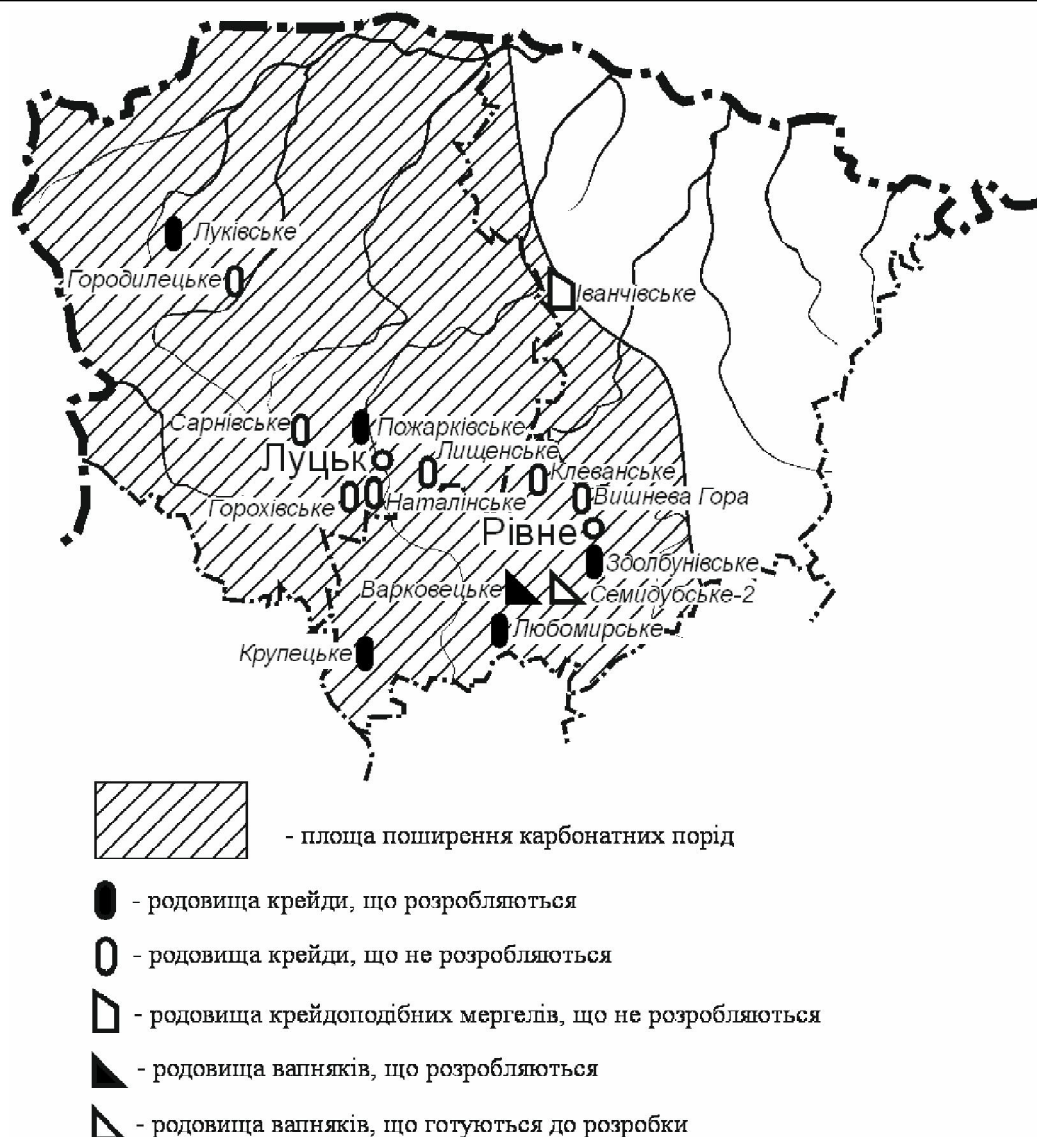 Луківське
Городилецьке
Іванчівське
Сарнівське
Пожарківське
Луцьк
Лищенське
Клеванське
Горохівське
Наталінське
Вишнева Гора
Рівне
Здолбунівське
Варковецьке
Семидубське-2
Любомирське
Крупецьке
- площа поширення карбонатних порід
- родовища крейди, що розробляються
- родовища крейди, що не розробляються
- родовища крейдоподібних мергелів, що не розробляються
- родовища вапняків, що розробляються
- родовища вапняків, що готуються до розробки